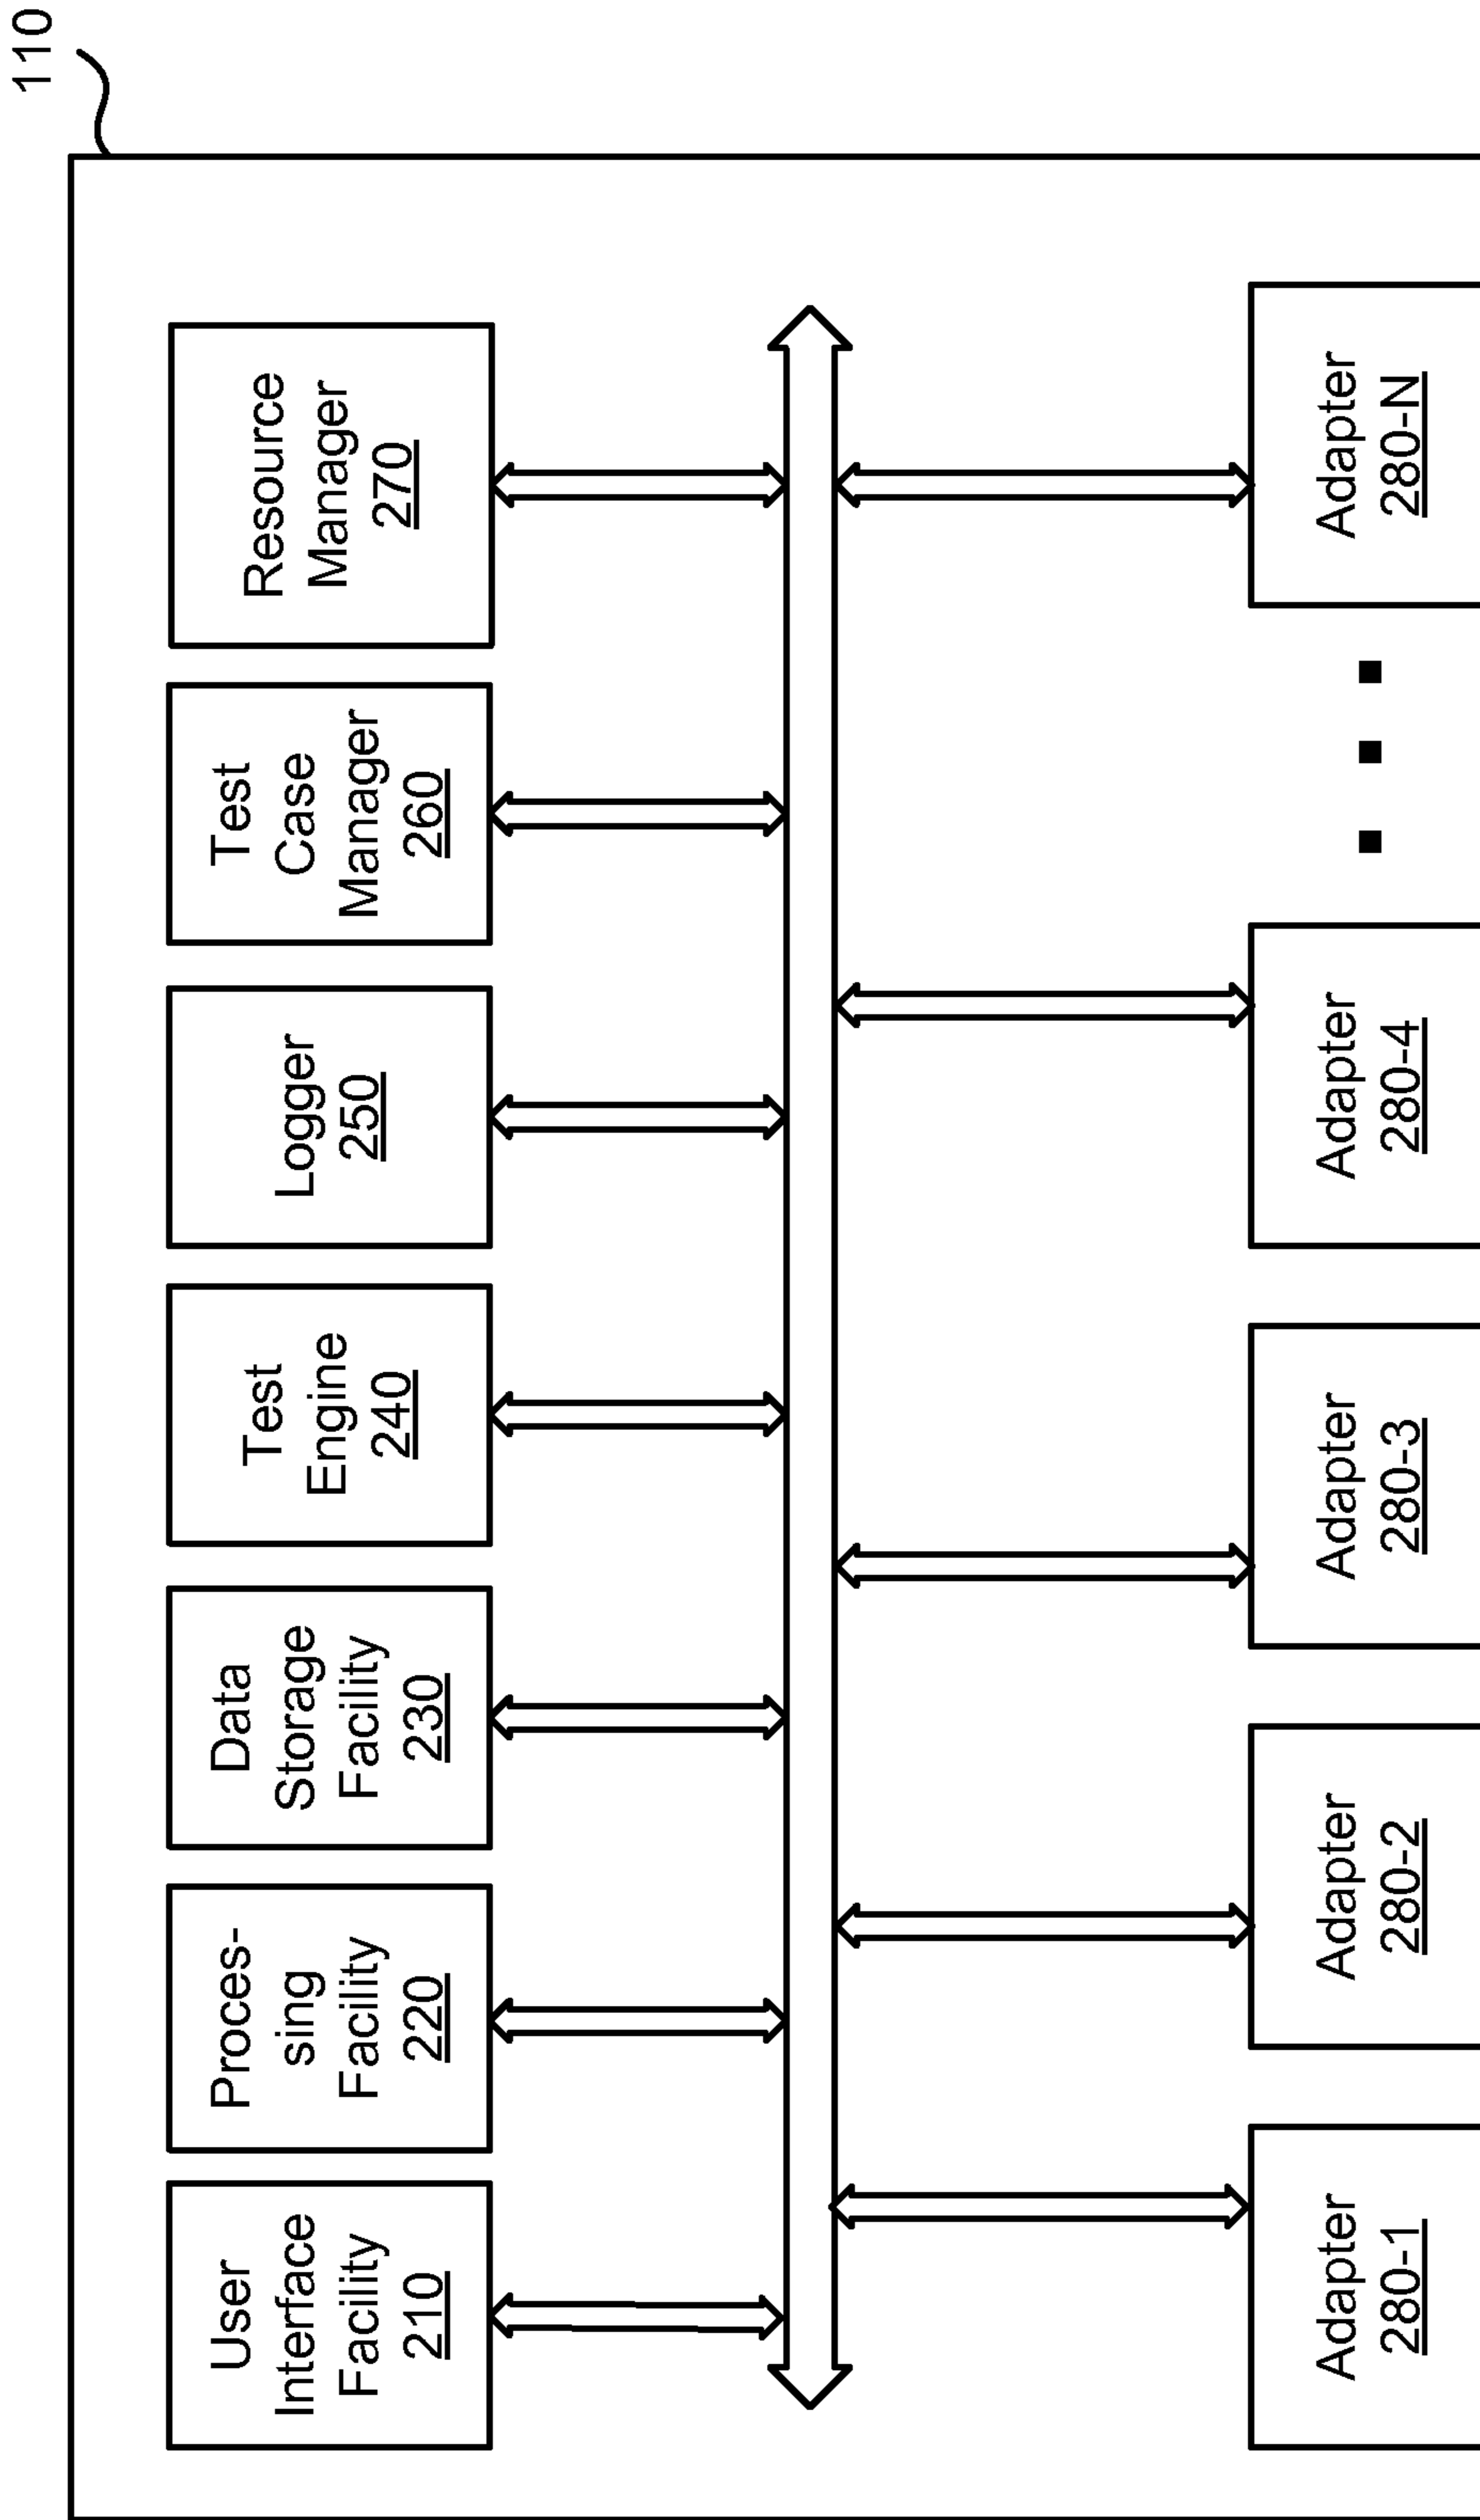 110
User
Interface
Facility
210
Proces-
sing
Facility
220
Data
Storage
Facility
230
Test
Engine
240
Logger
250
Test
Case
Manager
260
Resource
Manager
270
Adapter
280-1
Adapter
280-2
Adapter
280-3
Adapter
280-4
Adapter
280-N